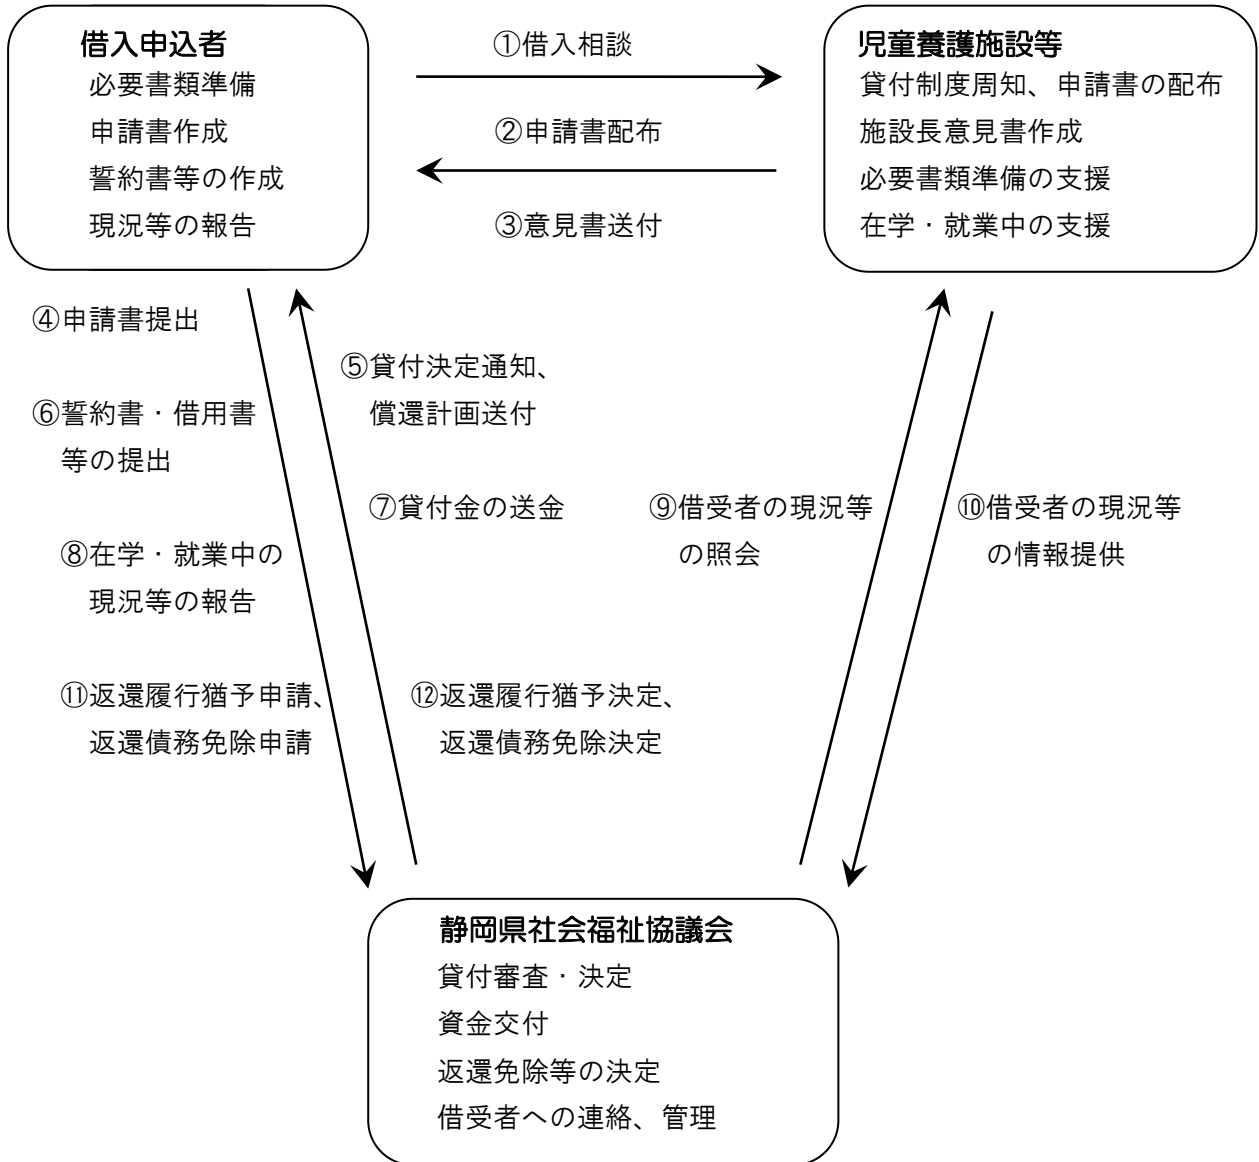 借入申込者
必要書類準備
申請書作成
誓約書等の作成
現況等の報告
①借入相談
②申請書配布
③意見書送付
児童養護施設等
貸付制度周知、申請書の配布
施設長意見書作成
必要書類準備の支援
在学・就業中の支援
④申請書提出
⑤貸付決定通知、
償還計画送付
⑥誓約書・借用書
等の提出
⑦貸付金の送金
⑧在学・就業中の
現況等の報告
⑨借受者の現況等
の照会
⑩借受者の現況等
の情報提供
⑪返還履行猶予申請、
返還債務免除申請
⑫返還履行猶予決定、
返還債務免除決定
静岡県社会福祉協議会
貸付審査・決定
資金交付
返還免除等の決定
借受者への連絡、管理